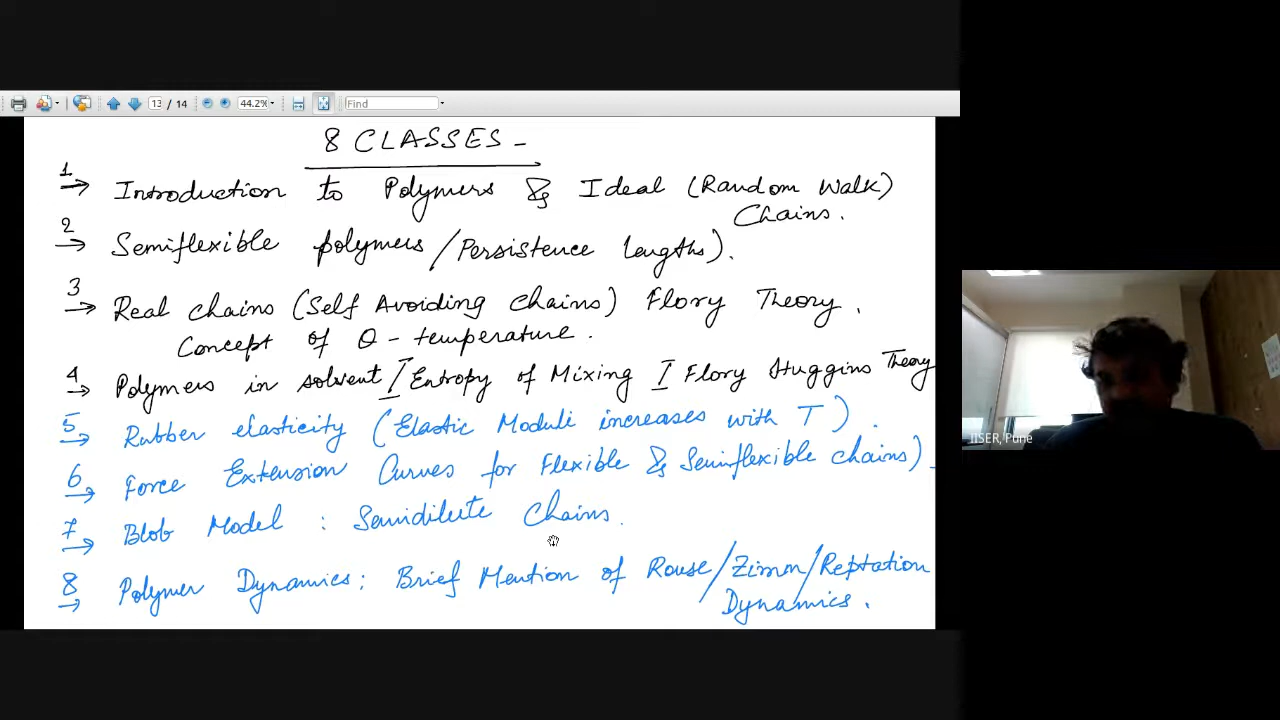 13 / 14
44.2%
Find
8 CLASSES -
1 Introduction to Polymers & Ideal (Random Walk)
Chains.
2 Semiflexible polymers/Persistence lengths).
3 Real chains (Self Avoiding Chains) Flory Theory.
Concept of θ - temperature.
4 Polymers in solvent / Entropy of Mixing I Flory Huggins Theory
5 Rubber elasticity (Elastic Moduli increases with T).
6 Force Extension Curves for Flexible & Semiflexible chains) -
7 Blob Model : Semidilute Chains.
8 Polymer Dynamics: Brief Mention of Rouse/Zimm/Reptation
Dynamics.
IISER, Pune